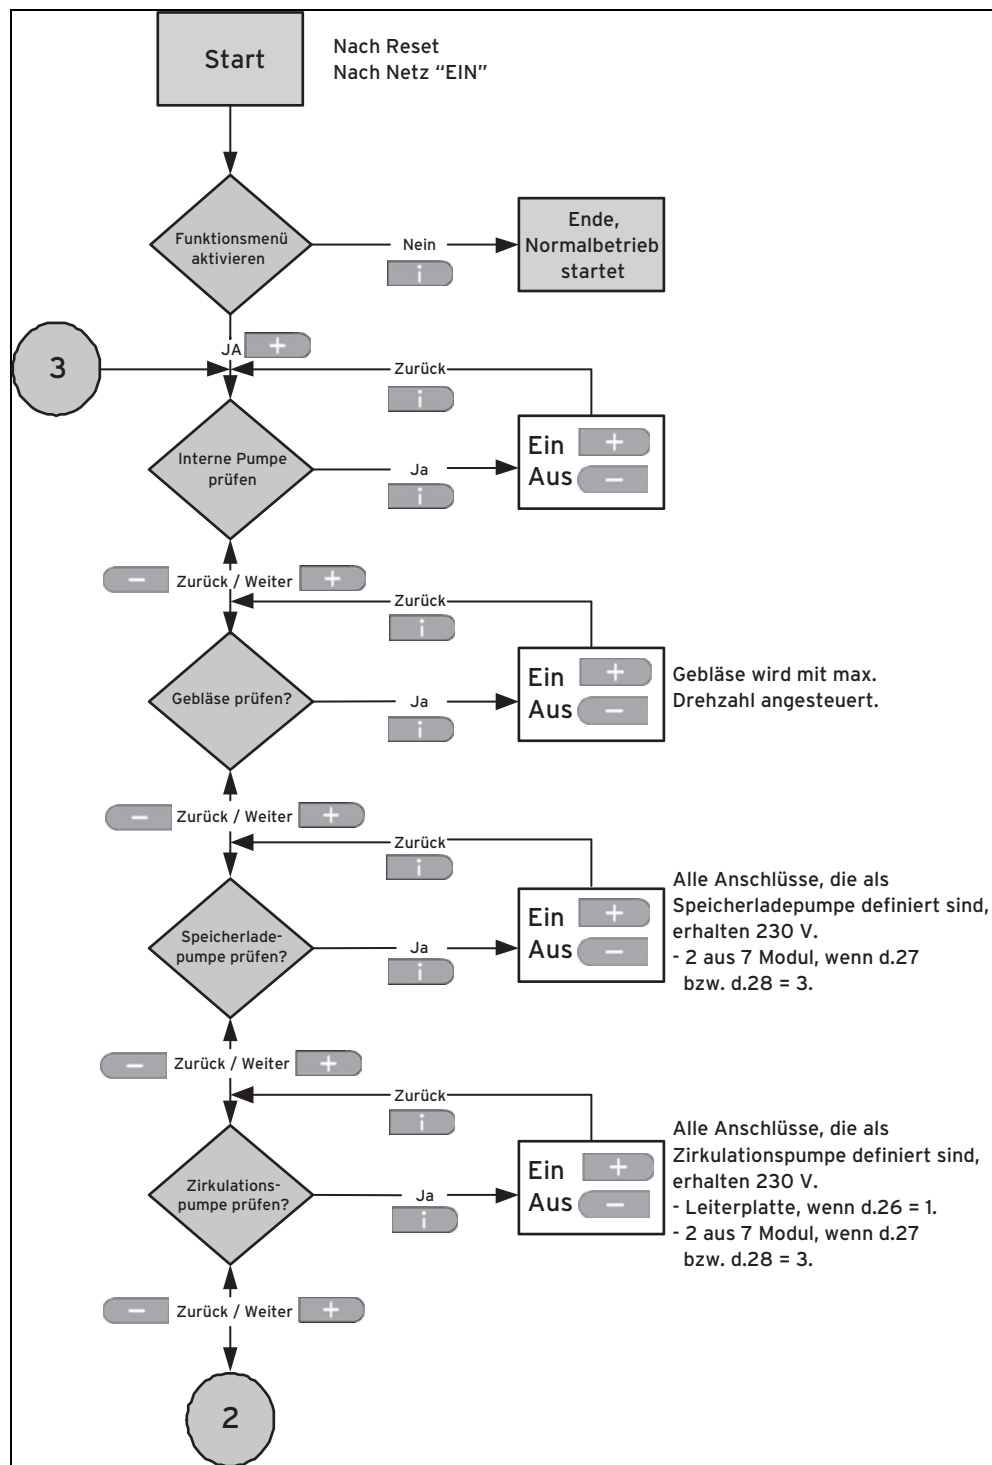 Start
Nach Reset
Nach Netz “EIN”
Funktionsmenü
aktivieren
Nein
i
Ende,
Normalbetrieb
startet
JA +
3
Zurück
i
Interne Pumpe
prüfen
Ja
i
Ein +
Aus −
− Zurück / Weiter +
Zurück
i
Gebläse prüfen?
Ja
i
Ein +
Aus −
Gebläse wird mit max.
Drehzahl angesteuert.
− Zurück / Weiter +
Zurück
i
Speicherlade-
pumpe prüfen?
Ja
i
Ein +
Aus −
Alle Anschlüsse, die als
Speicherladepumpe definiert sind,
erhalten 230 V.
- 2 aus 7 Modul, wenn d.27
bzw. d.28 = 3.
− Zurück / Weiter +
Zurück
i
Zirkulations-
pumpe prüfen?
Ja
i
Ein +
Aus −
Alle Anschlüsse, die als
Zirkulationspumpe definiert sind,
erhalten 230 V.
- Leiterplatte, wenn d.26 = 1.
- 2 aus 7 Modul, wenn d.27
bzw. d.28 = 3.
− Zurück / Weiter +
2